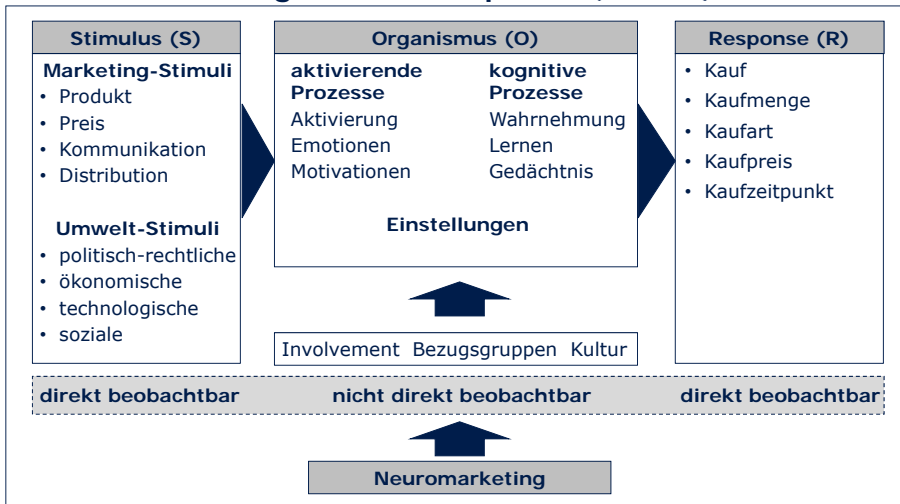 Stimulus (S)
Marketing-Stimuli
• Produkt
• Preis
• Kommunikation
• Distribution
Umwelt-Stimuli
• politisch-rechtliche
• ökonomische
• technologische
• soziale
Organismus (O)
aktivierende
Prozesse
Aktivierung
Emotionen
Motivationen
kognitive
Prozesse
Wahrnehmung
Lernen
Gedächtnis
Einstellungen
Involvement Bezugsgruppen Kultur
Response (R)
• Kauf
• Kaufmenge
• Kaufart
• Kaufpreis
• Kaufzeitpunkt
direkt beobachtbar
nicht direkt beobachtbar
direkt beobachtbar
Neuromarketing